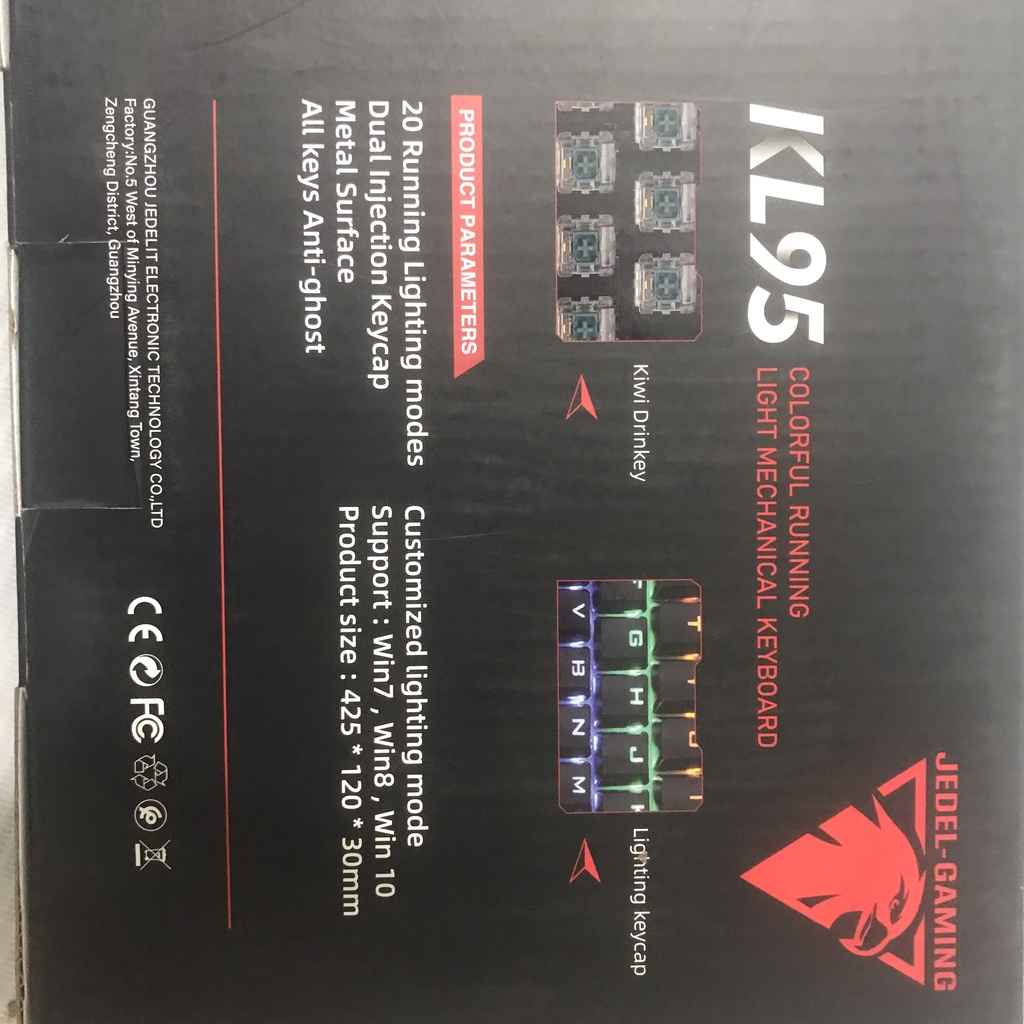 JEDEL-GAMING
KL95
COLORFUL RUNNING
LIGHT MECHANICAL KEYBOARD
Kiwi Drinkey
Lighting keycap
T
G H J K
V B N M
PRODUCT PARAMETERS
20 Running Lighting modes
Dual Injection Keycap
Metal Surface
All keys Anti-ghost
Customized lighting mode
Support : Win7 , Win8 , Win 10
Product size : 425 * 120 * 30mm
GUANGZHOU JEDELIT ELECTRONIC TECHNOLOGY CO.,LTD
Factory:No.5 West of Minying Avenue, Xintang Town,
Zengcheng District, Guangzhou
CE FC